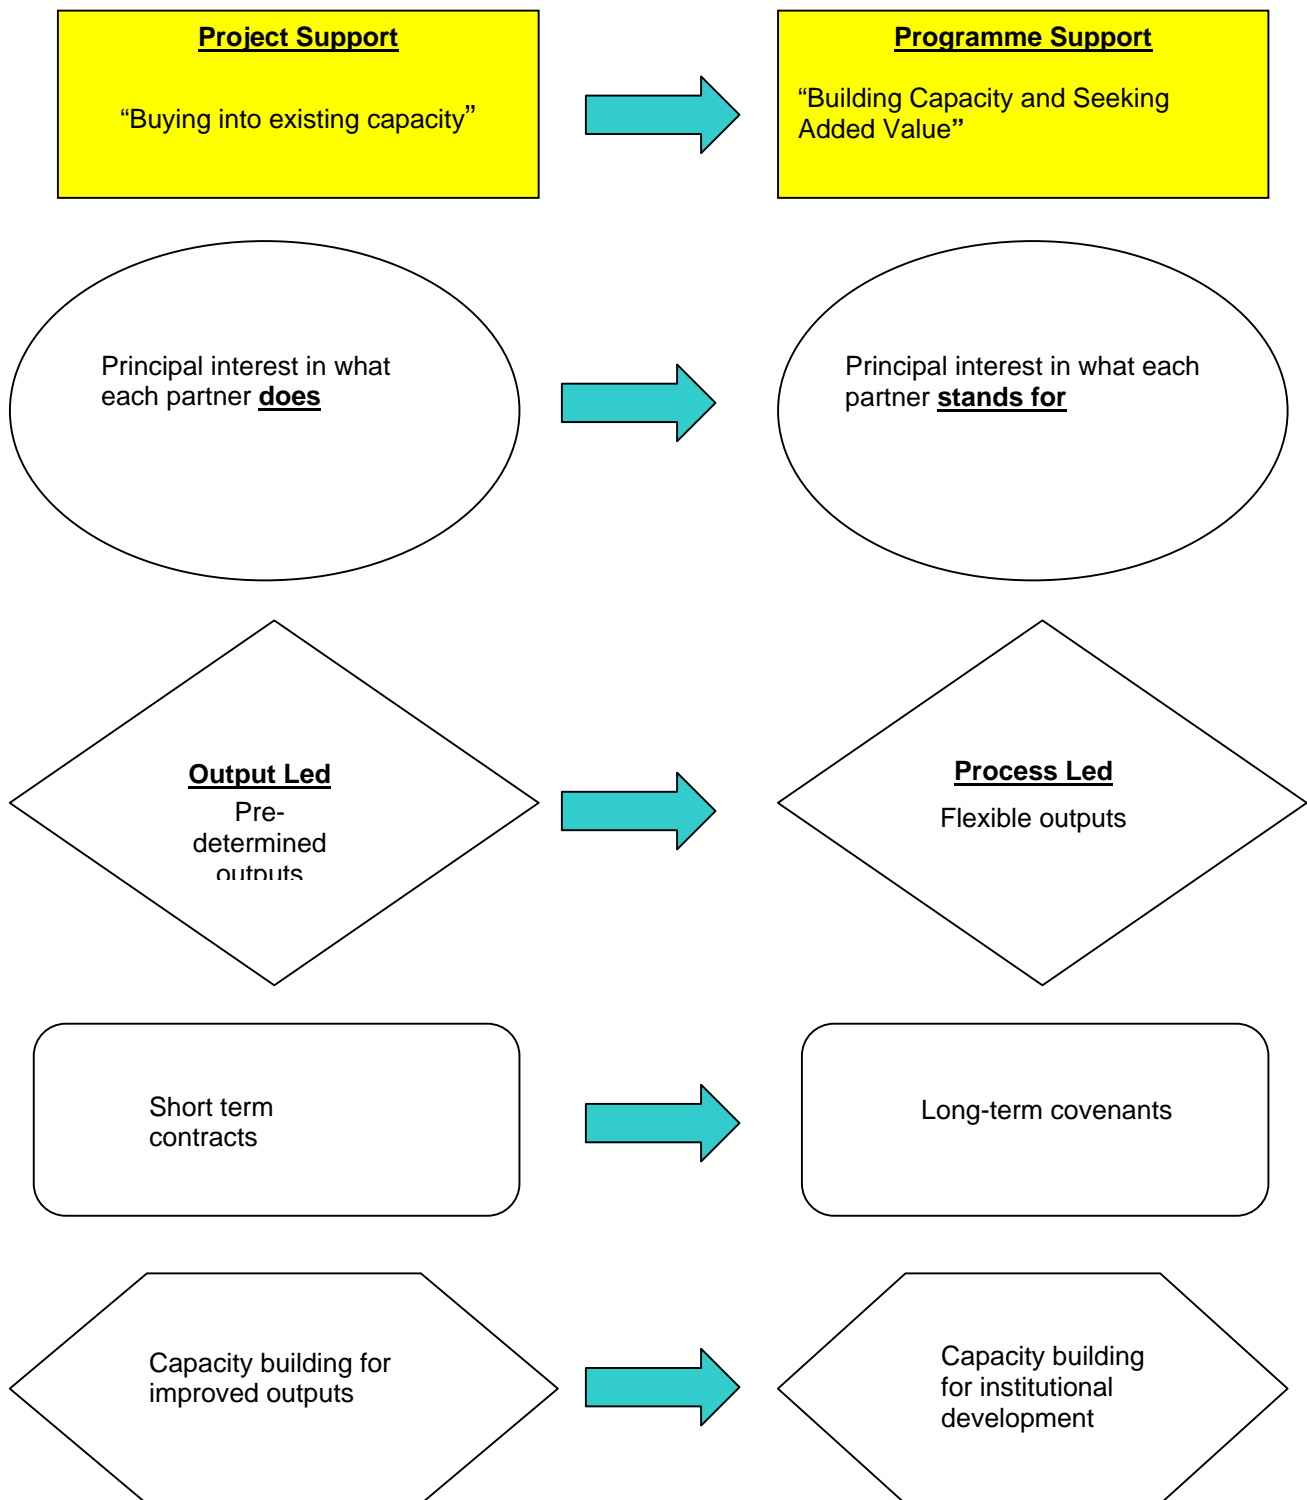 Project Support
“Buying into existing capacity”
Programme Support
“Building Capacity and Seeking
Added Value”
Principal interest in what
each partner does
Principal interest in what each
partner stands for
Output Led
Pre-
determined
outputs
Process Led
Flexible outputs
Short term
contracts
Long-term covenants
Capacity building for
improved outputs
Capacity building
for institutional
development